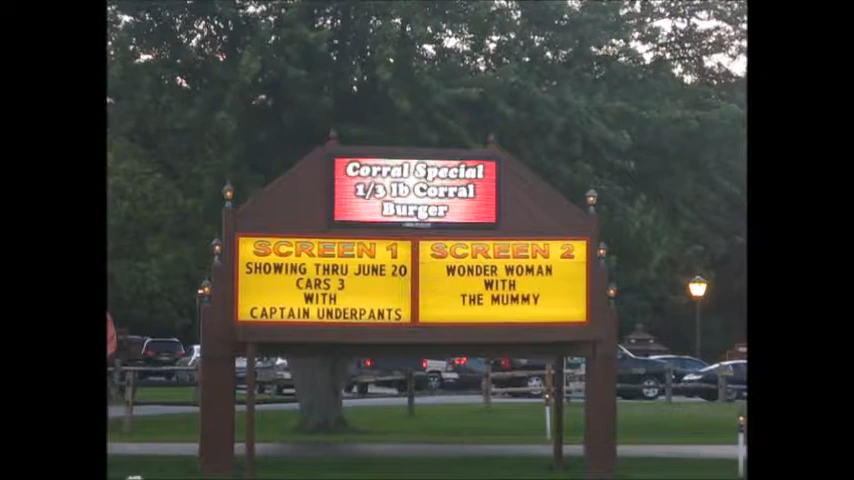 Corral Special
1/3 lb Corral
Burger
SCREEN 1
SHOWING THRU JUNE 20
CARS 3
WITH
CAPTAIN UNDERPANTS
SCREEN 2
WONDER WOMAN
WITH
THE MUMMY